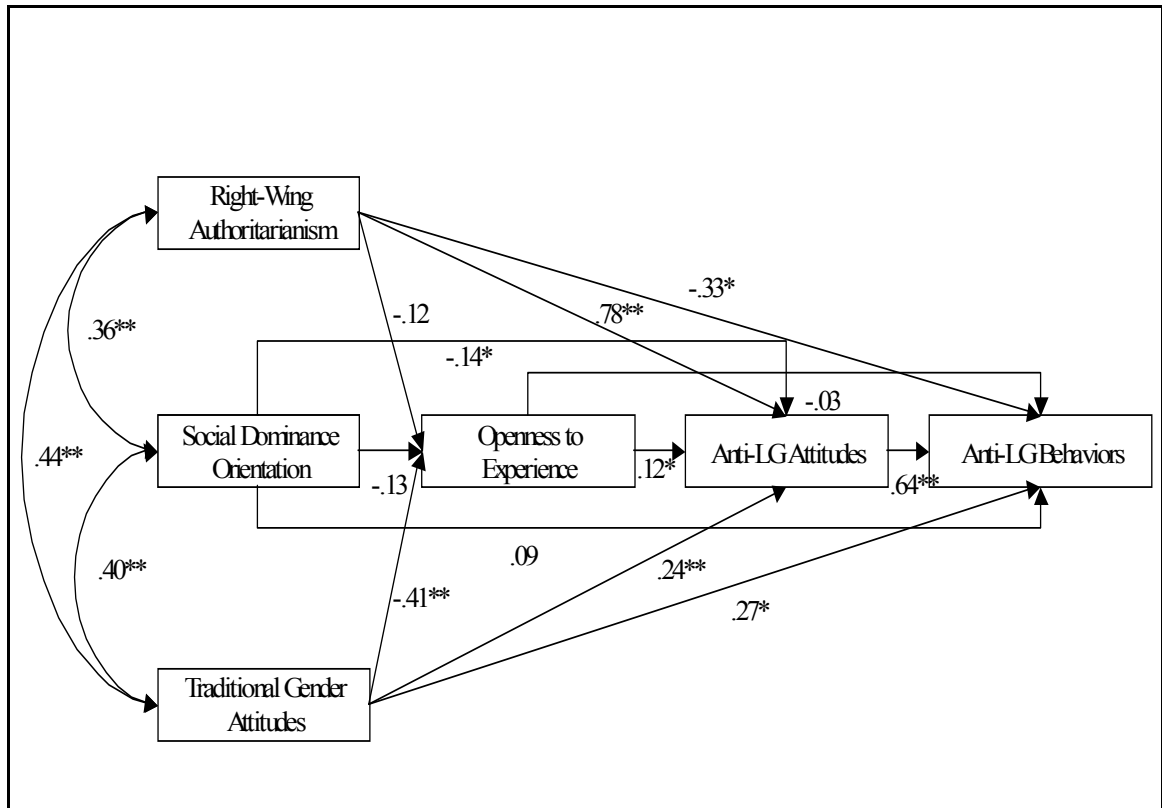 Right-Wing
Authoritarianism
-.33*
-.12
.78**
.36**
-.14*
-.03
Social Dominance
Orientation
Openness to
Experience
Anti-LG Attitudes
Anti-LG Behaviors
.44**
-.13
.12*
.64**
.09
.40**
.24**
-.41**
.27*
Traditional Gender
Attitudes